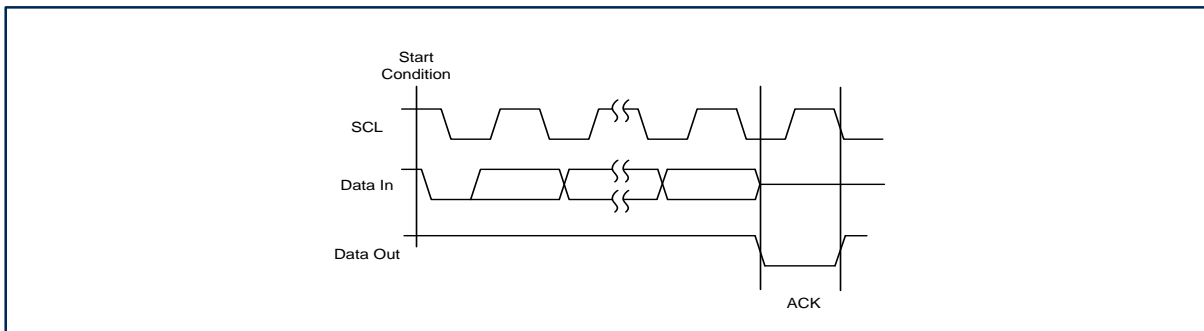 Start
Condition
SCL
Data In
Data Out
ACK